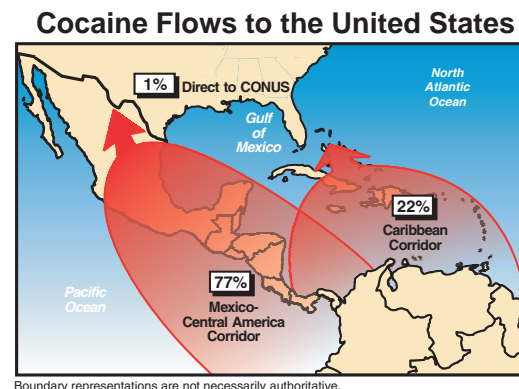 Cocaine Flows to the United States
1% Direct to CONUS
North
Atlantic
Ocean
Gulf
of
Mexico
22%
Caribbean
Corridor
77%
Mexico-
Central America
Corridor
Pacific
Ocean
Boundary representations are not necessarily authoritative.